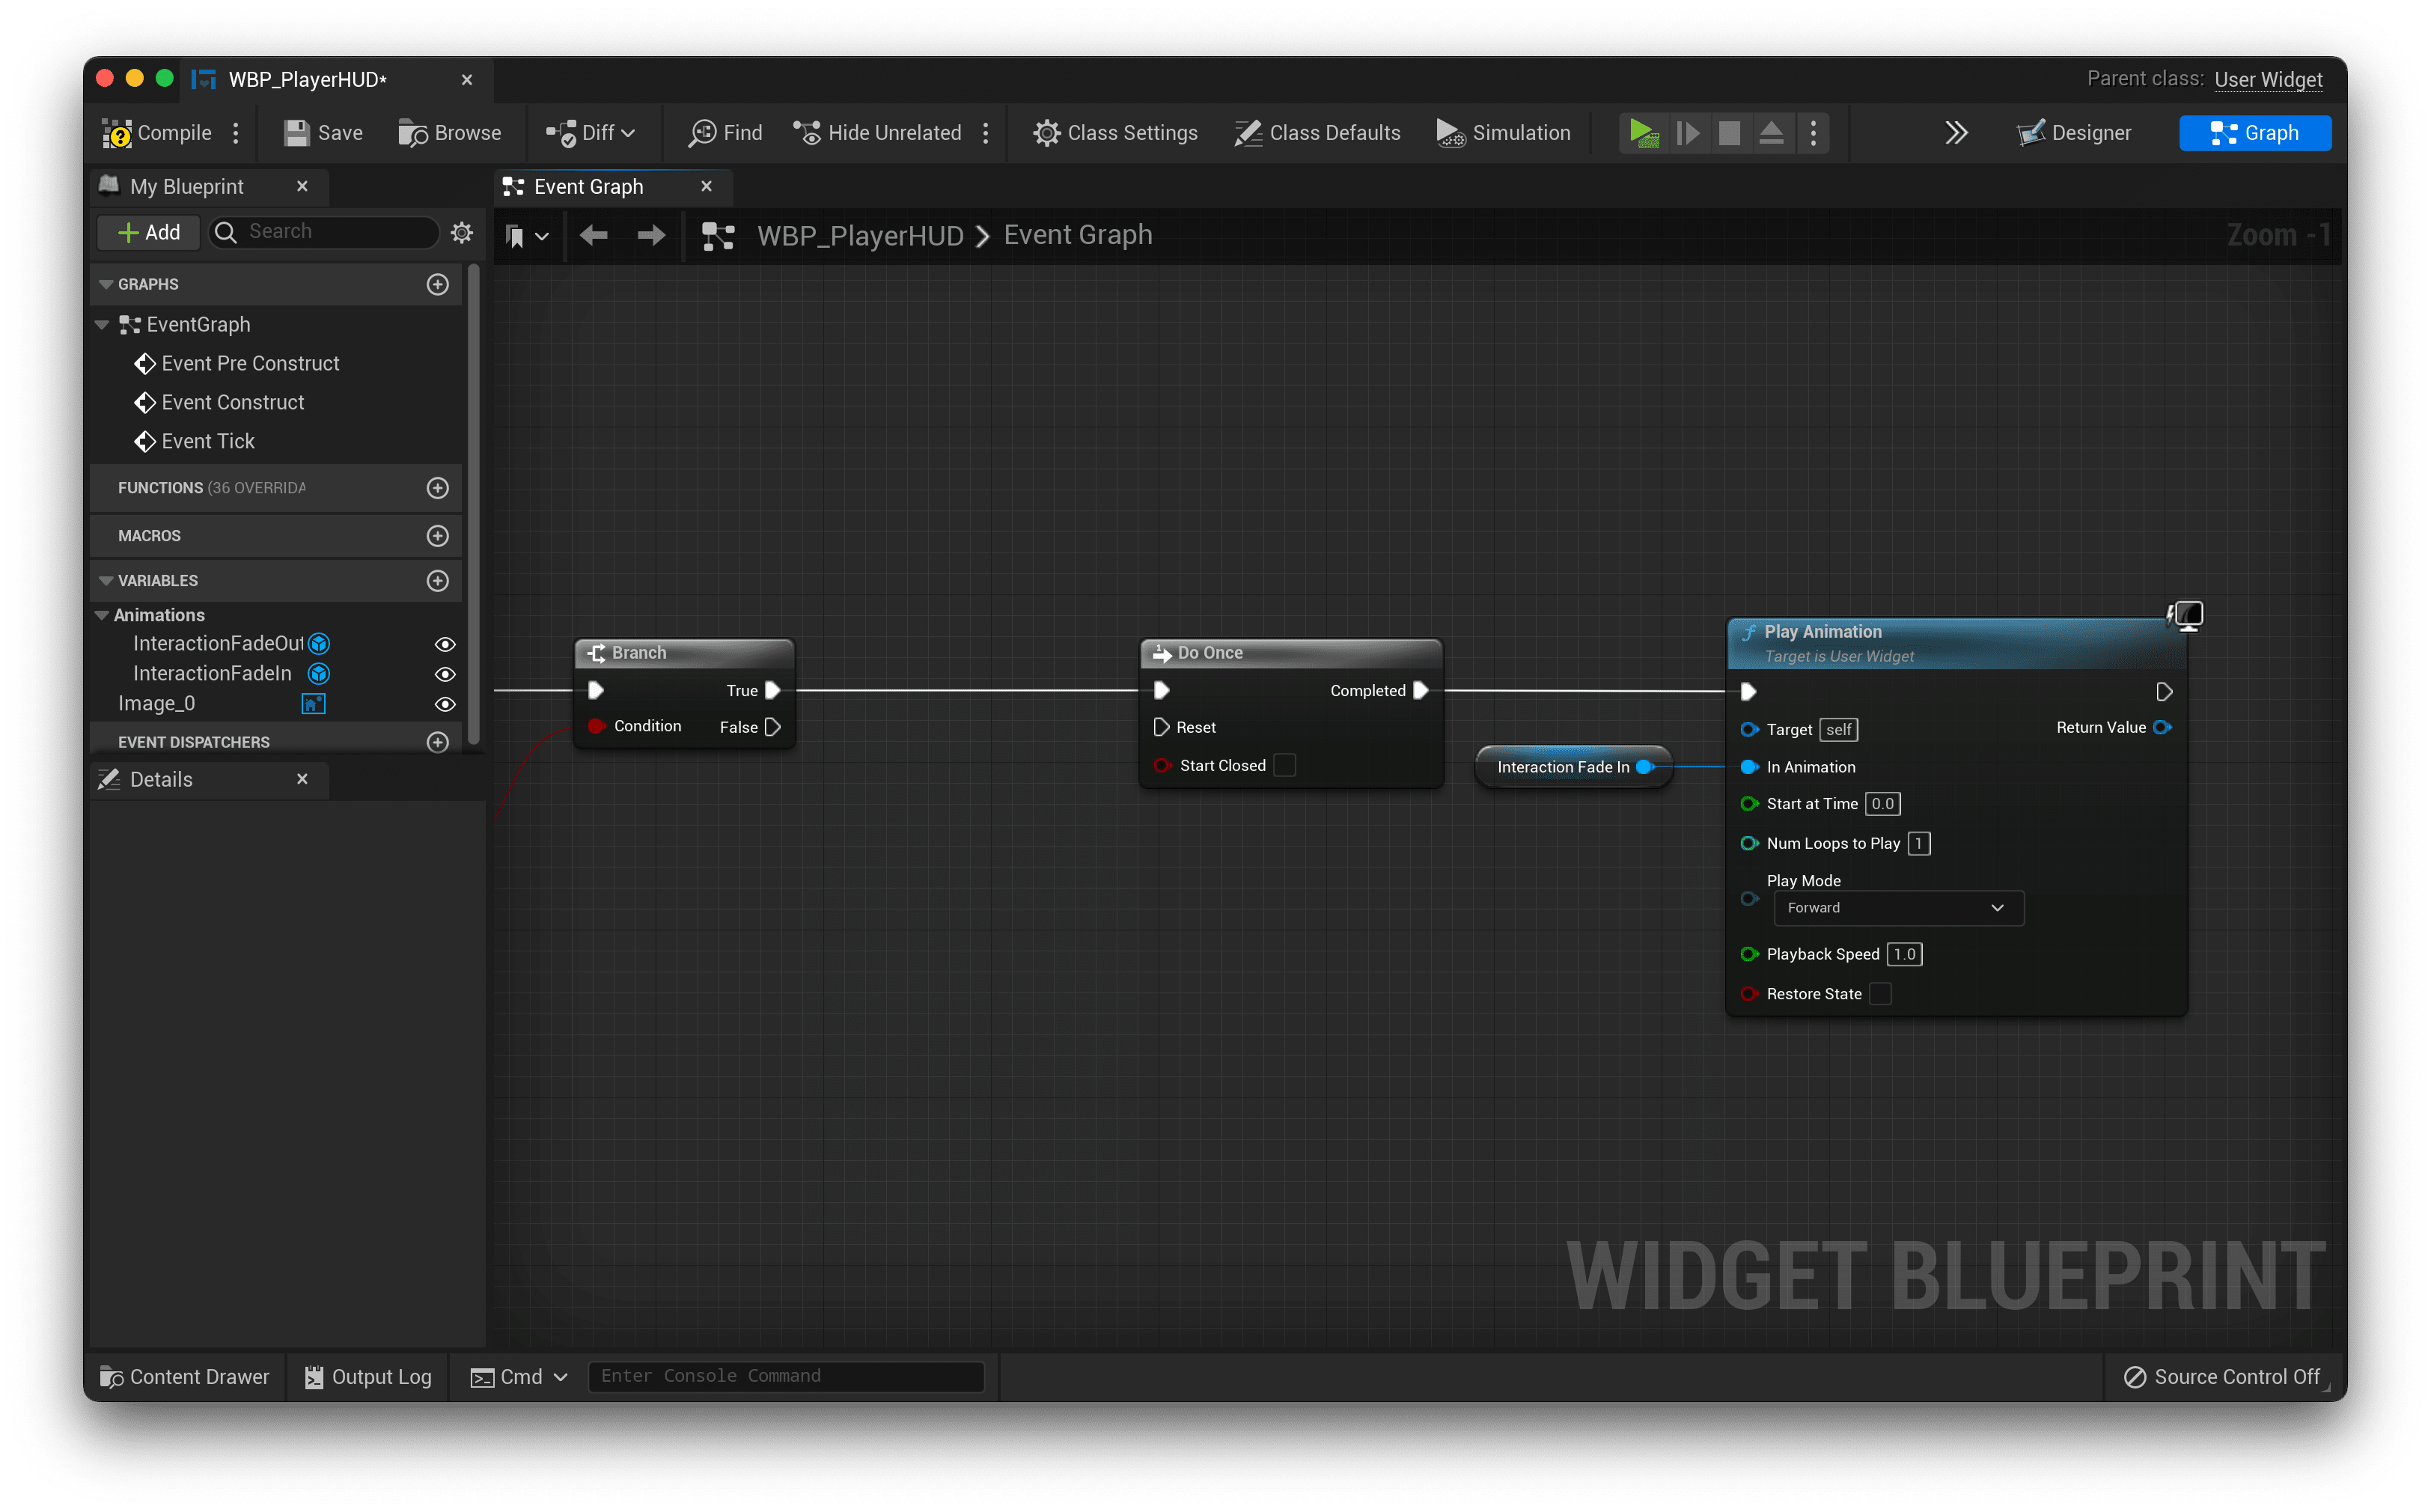 WBP_PlayerHUD*
Parent class: User Widget
Compile Save Browse Diff Find Hide Unrelated Class Settings Class Defaults Simulation Designer Graph
My Blueprint
Event Graph
Add Search
WBP_PlayerHUD > Event Graph
Zoom -1
GRAPHS
EventGraph
Event Pre Construct
Event Construct
Event Tick
FUNCTIONS (36 OVERRIDA
MACROS
VARIABLES
Animations
InteractionFadeOut
InteractionFadeIn
Image_0
EVENT DISPATCHERS
Details
Branch
True
Condition False
Do Once
Completed
Reset
Start Closed
Interaction Fade In
Play Animation
Target is User Widget
Target self Return Value
In Animation
Start at Time 0.0
Num Loops to Play 1
Play Mode
Forward
Playback Speed 1.0
Restore State
WIDGET BLUEPRINT
Content Drawer Output Log Cmd Enter Console Command Source Control Off